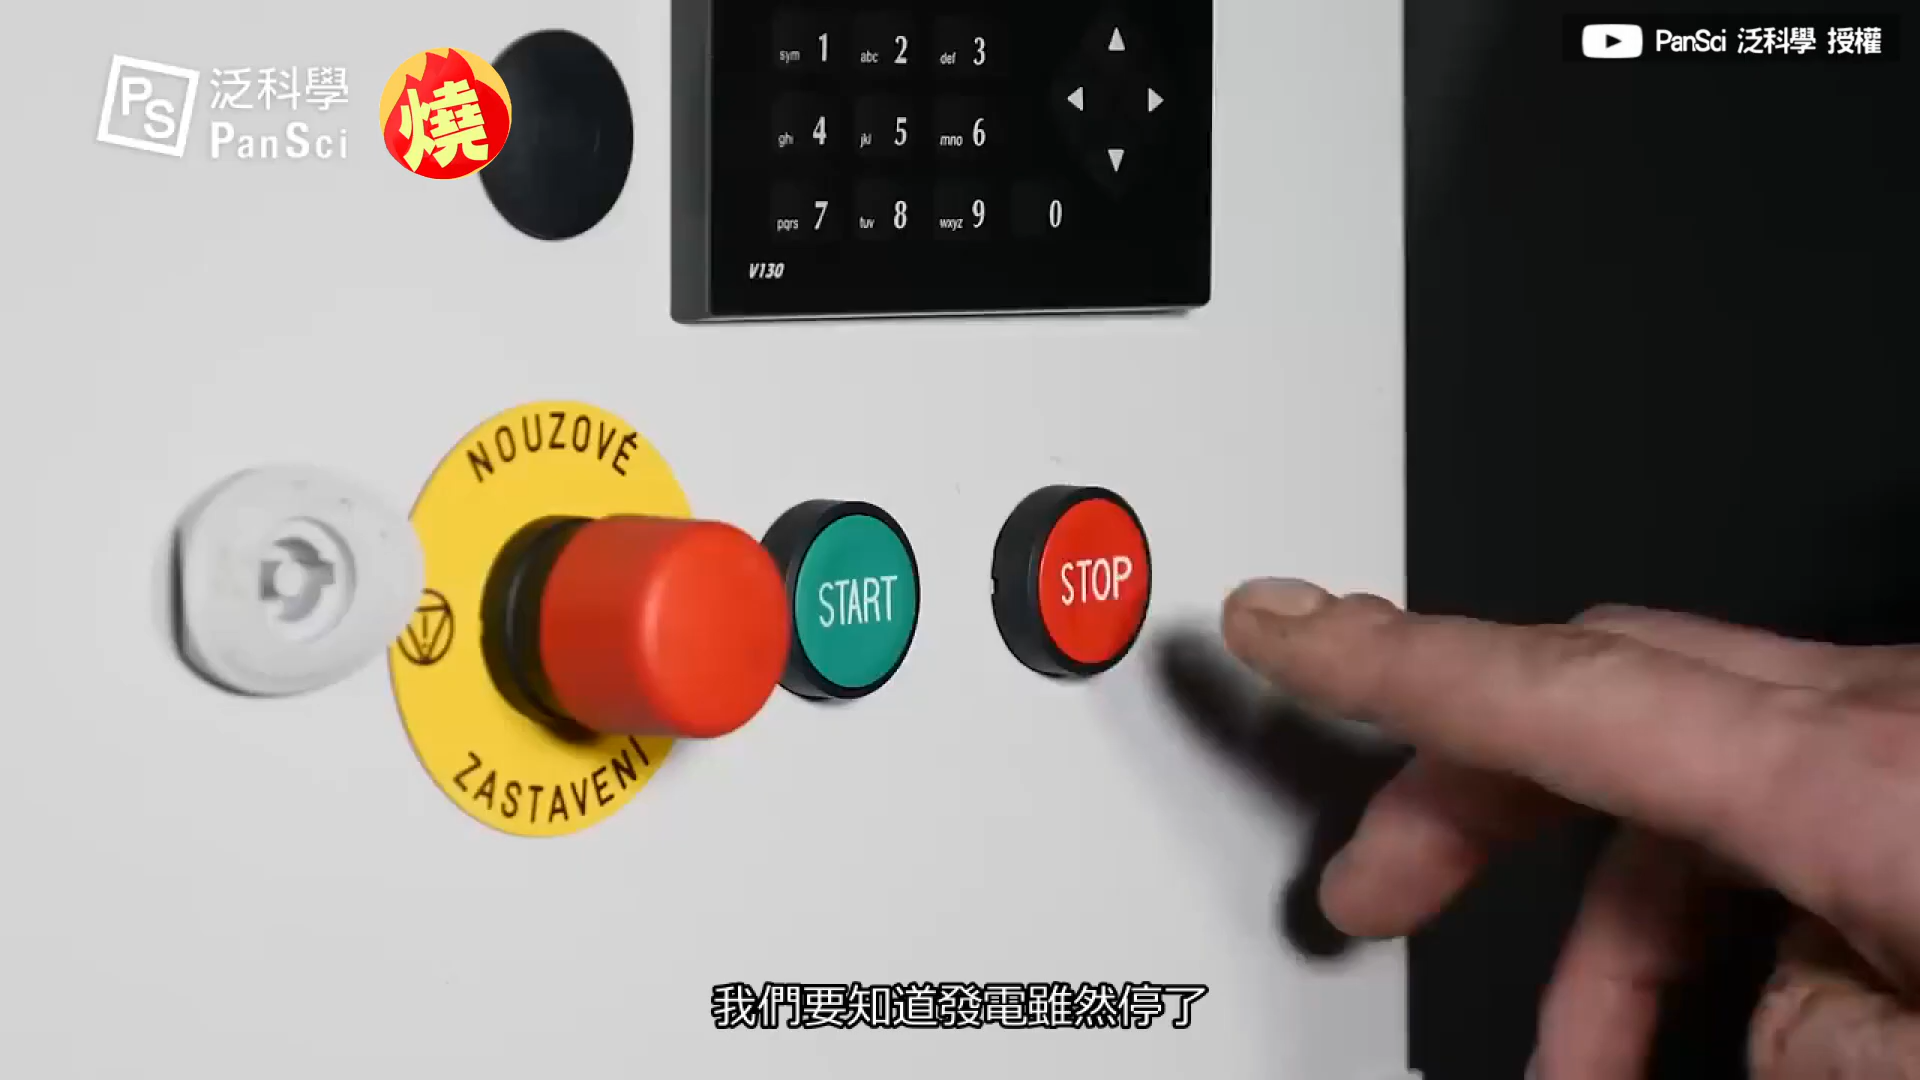 PS 泛科學
PanSci
燒
PanSci 泛科學 授權
sym 1 abc 2 def 3
ghi 4 jkl 5 mno 6
pqrs 7 tuv 8 wxyz 9 0
V130
NOUZOVÉ
ZASTAVENÍ
START
STOP
我們要知道發電雖然停了